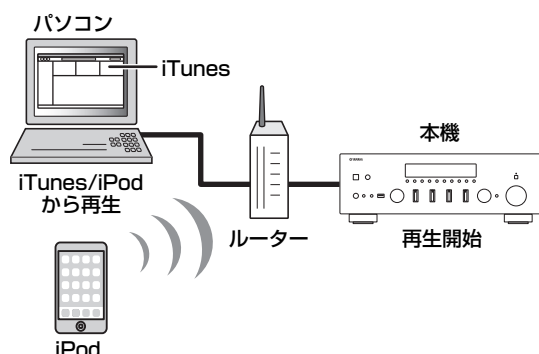 パソコン
iTunes
本機
iTunes/iPod
から再生
ルーター
再生開始
iPod